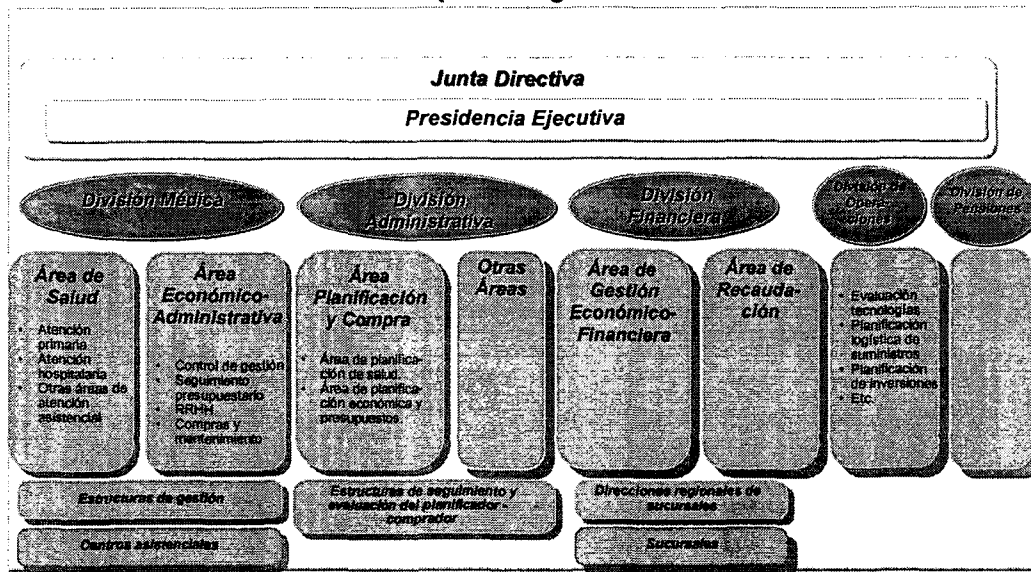 Junta Directiva
Presidencia Ejecutiva
División Médica
División
Administrativa
División
Financiera
División de
Opera-
ciones
División de
Pensiones
Área de
Salud
• Atención
primaria
• Atención
hospitalaria
• Otras áreas de
atención
asistencial
Área
Económico-
Administrativa
• Control de gestión
• Seguimiento
presupuestario
• RRHH
• Compras y
mantenimiento
Área
Planificación
y Compra
• Área de planifica-
ción de salud.
• Área de planifica-
ción económica y
presupuestos.
Otras
Áreas
Área de
Gestión
Económico-
Financiera
Área de
Recauda-
ción
• Evaluación
tecnologías
• Planificación
logística de
suministros
• Planificación
de inversiones
• Etc.
Estructuras de gestión
Centros asistenciales
Estructuras de seguimiento y
evaluación del planificador -
comprador
Direcciones regionales de
sucursales
Sucursales